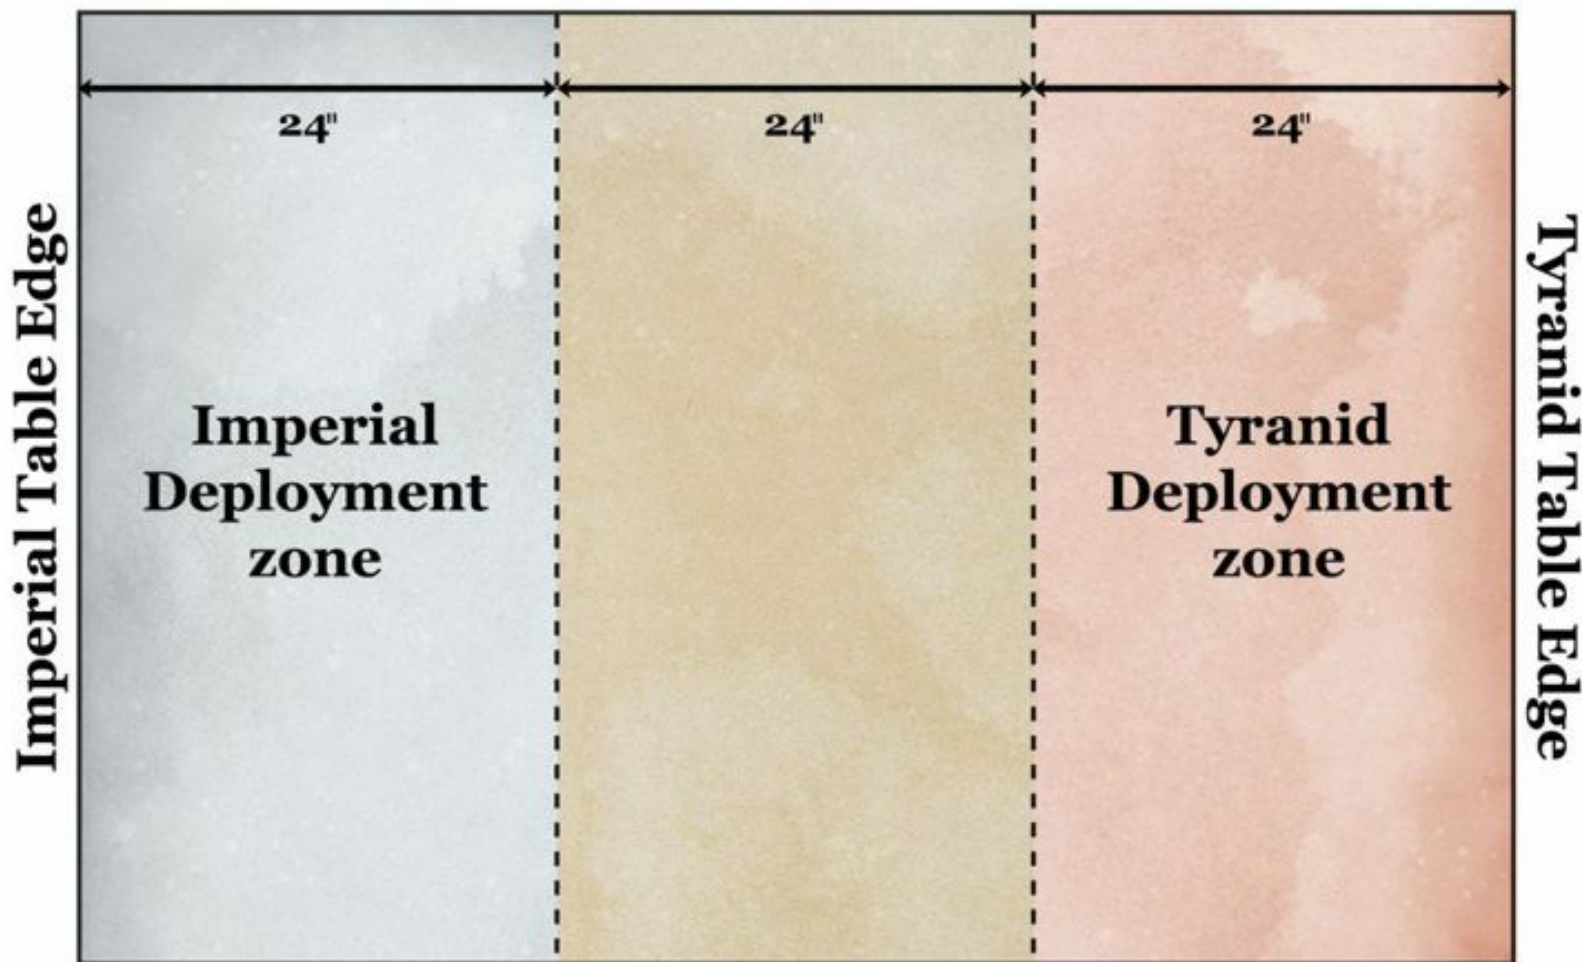 24"
24"
24"
Imperial Table Edge
Imperial
Deployment
zone
Tyranid
Deployment
zone
Tyranid Table Edge